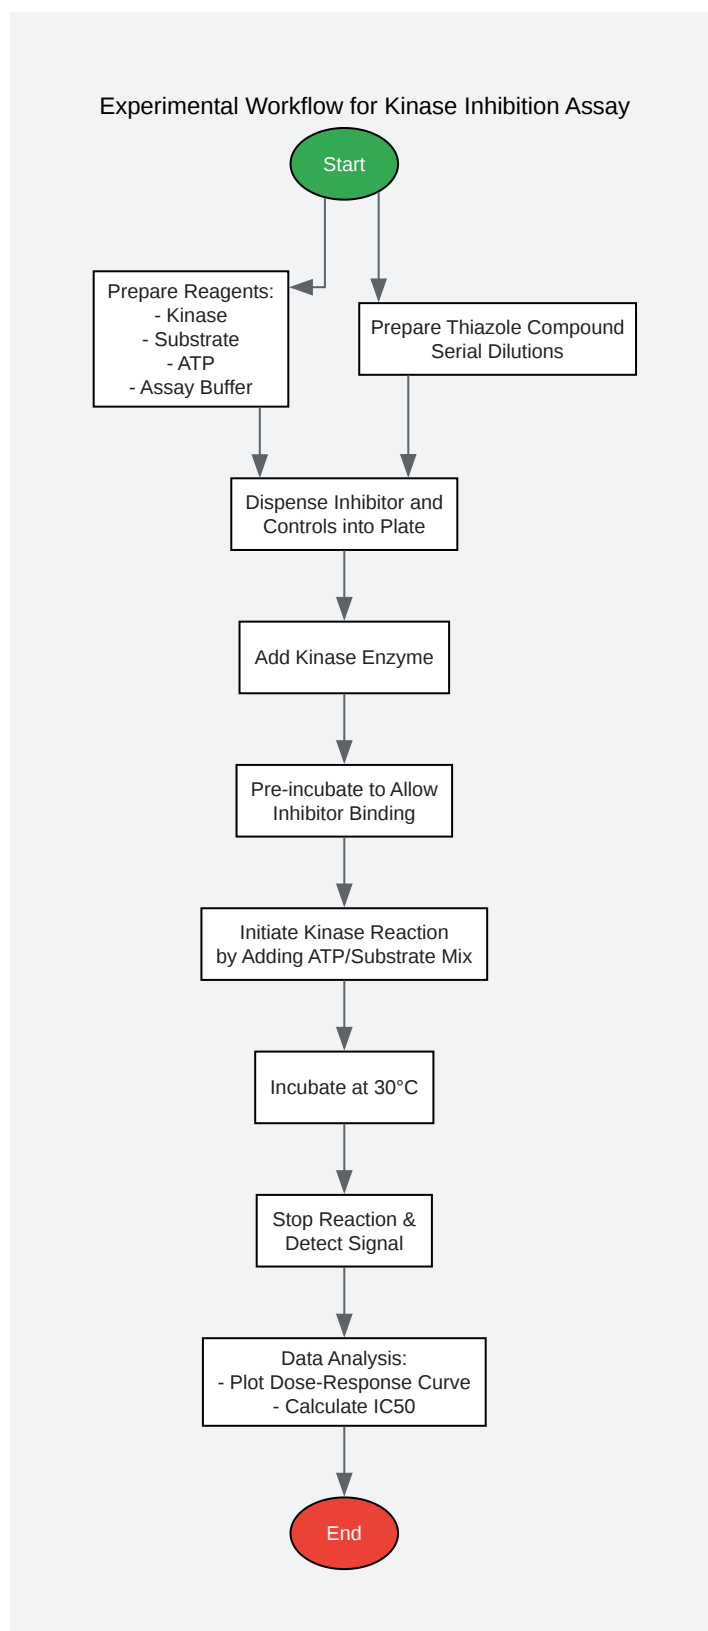 Experimental Workflow for Kinase Inhibition Assay
Start
Prepare Reagents:
- Kinase
- Substrate
- ATP
- Assay Buffer
Prepare Thiazole Compound
Serial Dilutions
Dispense Inhibitor and
Controls into Plate
Add Kinase Enzyme
Pre-incubate to Allow
Inhibitor Binding
Initiate Kinase Reaction
by Adding ATP/Substrate Mix
Incubate at 30°C
Stop Reaction &
Detect Signal
Data Analysis:
- Plot Dose-Response Curve
- Calculate IC50
End